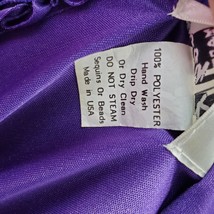 100% POLYESTER
Hand Wash
Drip Dry
Or Dry Clean
DO NOT STEAM
Sequins Or Beads
Made in USA